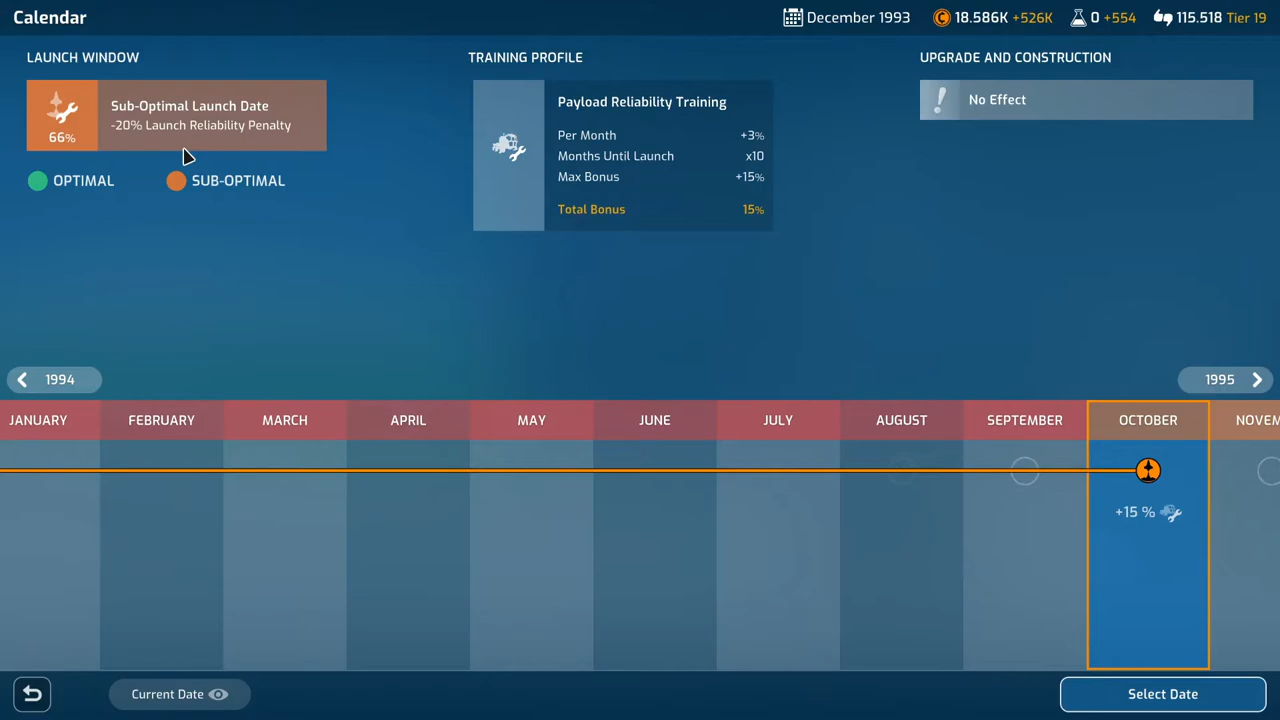 Calendar
December 1993
18.586K +526K
0 +554
115.518 Tier 19
LAUNCH WINDOW
66%
Sub-Optimal Launch Date
-20% Launch Reliability Penalty
OPTIMAL
SUB-OPTIMAL
TRAINING PROFILE
Payload Reliability Training
Per Month +3%
Months Until Launch x10
Max Bonus +15%
Total Bonus 15%
UPGRADE AND CONSTRUCTION
No Effect
1994
1995
JANUARY FEBRUARY MARCH APRIL MAY JUNE JULY AUGUST SEPTEMBER OCTOBER NOVEM
+15 %
Current Date
Select Date